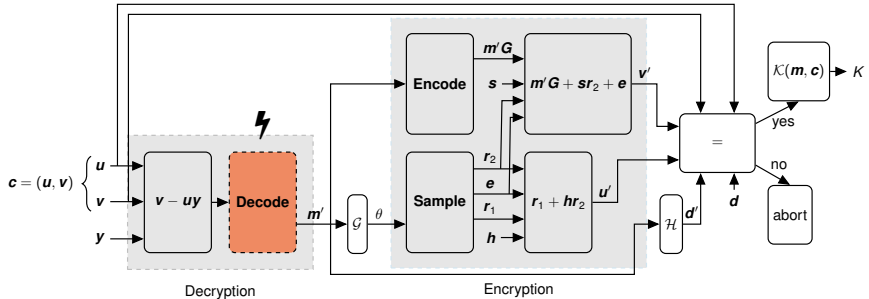 c = (u, v)
u
v
y
v − uy
Decode
Decryption
m′
𝒢
θ
Encode
m′G
s
m′G + sr₂ + e
v′
Sample
r₂
e
r₁
h
r₁ + hr₂
u′
Encryption
ℋ
d′
=
d
yes
no
𝒦(m, c)
K
abort